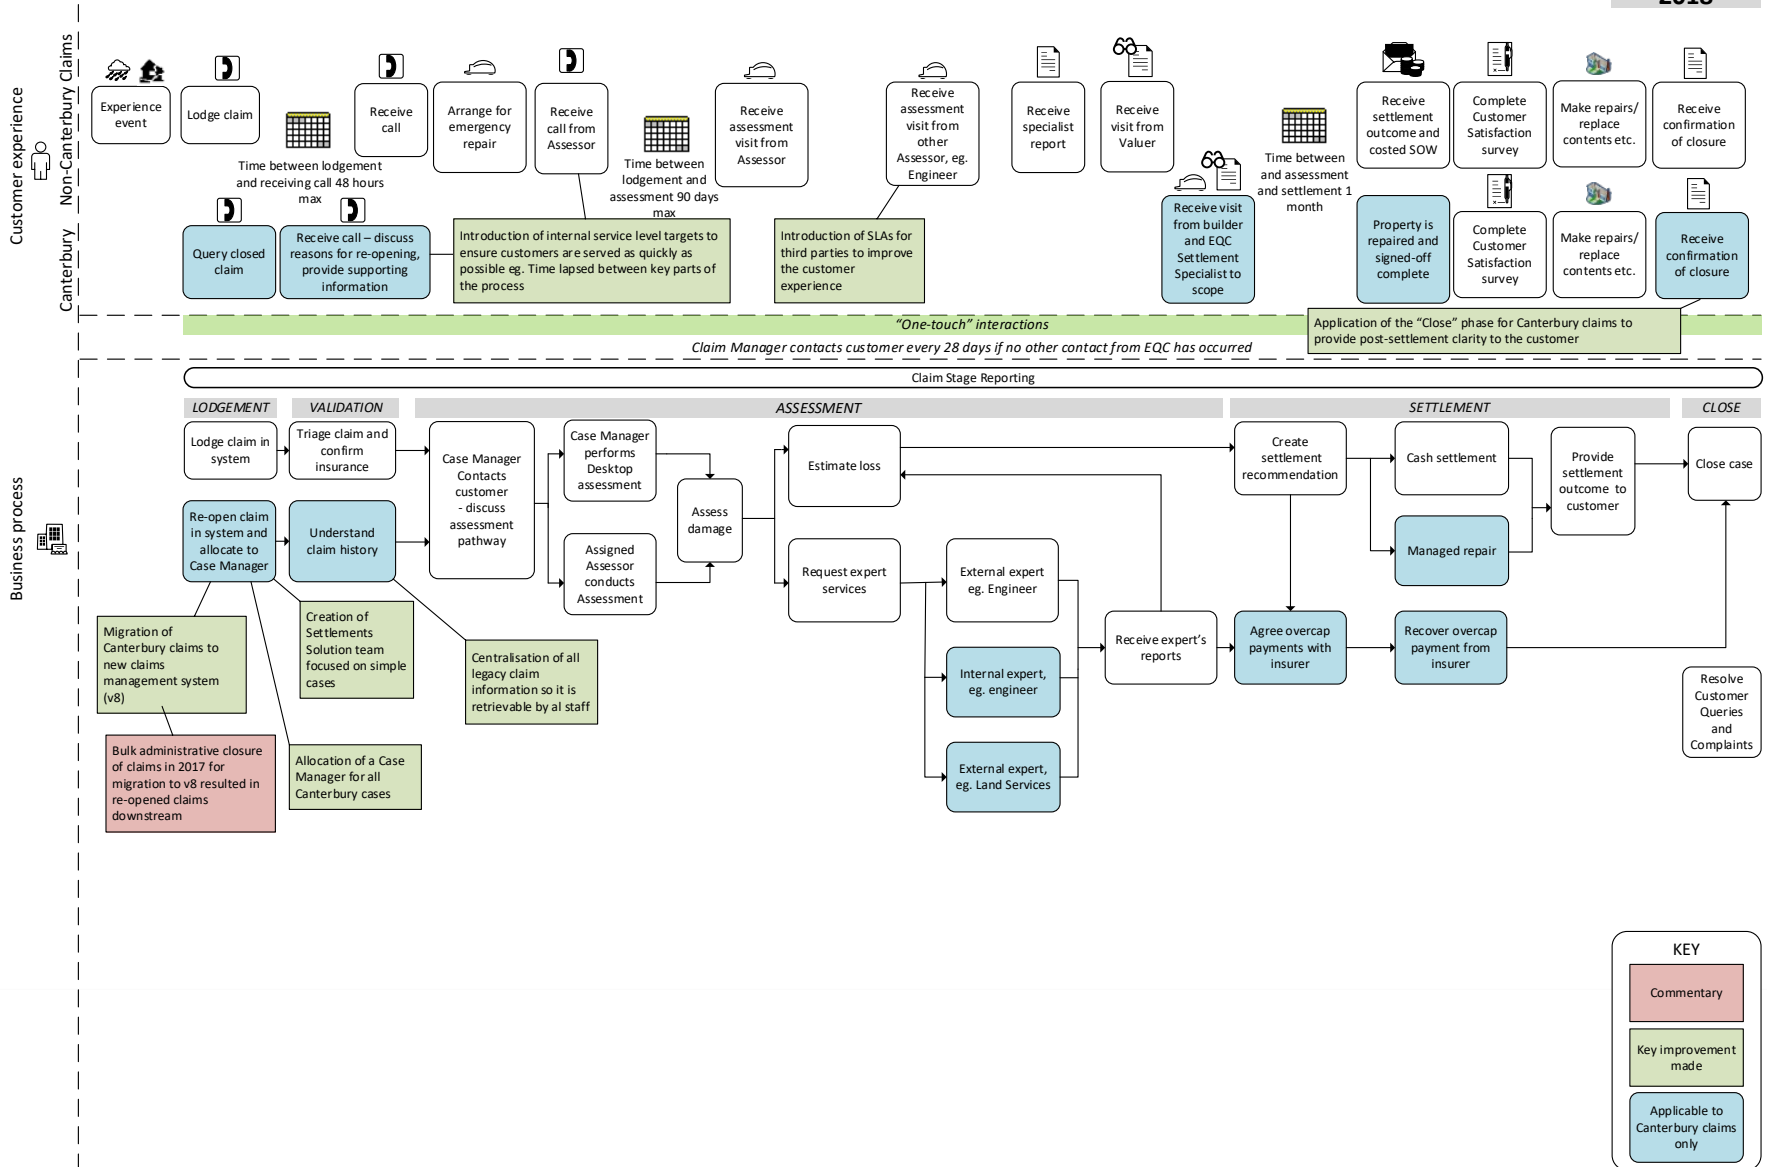 2018
Customer experience
Non-Canterbury Claims
Canterbury
Experience
event
Lodge claim
Time between lodgement
and receiving call 48 hours
max
Receive
call
Arrange for
emergency
repair
Receive
call from
Assessor
Time between
lodgement and
assessment 90 days
max
Receive
assessment
visit from
Assessor
Receive
assessment
visit from
other
Assessor, eg.
Engineer
Receive
specialist
report
Receive
visit from
Valuer
Time between
and assessment
and settlement 1
month
Receive
settlement
outcome and
costed SOW
Complete
Customer
Satisfaction
survey
Make repairs/
replace
contents etc.
Receive
confirmation
of closure
Query closed
claim
Receive call – discuss
reasons for re-opening,
provide supporting
information
Introduction of internal service level targets to
ensure customers are served as quickly as
possible eg. Time lapsed between key parts of
the process
Introduction of SLAs for
third parties to improve
the customer
experience
Receive visit
from builder
and EQC
Settlement
Specialist to
scope
Property is
repaired and
signed-off
complete
Complete
Customer
Satisfaction
survey
Make repairs/
replace
contents etc.
Receive
confirmation
of closure
“One-touch” interactions
Application of the “Close” phase for Canterbury claims to
provide post-settlement clarity to the customer
Claim Manager contacts customer every 28 days if no other contact from EQC has occurred
Business process
Claim Stage Reporting
LODGEMENT
VALIDATION
ASSESSMENT
SETTLEMENT
CLOSE
Lodge claim in
system
Triage claim and
confirm
insurance
Case Manager
Contacts
customer
- discuss
assessment
pathway
Case Manager
performs
Desktop
assessment
Assess
damage
Estimate loss
Create
settlement
recommendation
Cash settlement
Provide
settlement
outcome to
customer
Close case
Re-open claim
in system and
allocate to
Case Manager
Understand
claim history
Assigned
Assessor
conducts
Assessment
Request expert
services
External expert
eg. Engineer
Managed repair
Internal expert,
eg. engineer
External expert,
eg. Land Services
Receive expert’s
reports
Agree overcap
payments with
insurer
Recover overcap
payment from
insurer
Resolve
Customer
Queries
and
Complaints
Migration of
Canterbury claims to
new claims
management system
(v8)
Creation of
Settlements
Solution team
focused on simple
cases
Centralisation of all
legacy claim
information so it is
retrievable by al staff
Bulk administrative closure
of claims in 2017 for
migration to v8 resulted in
re-opened claims
downstream
Allocation of a Case
Manager for all
Canterbury cases
KEY
Commentary
Key improvement
made
Applicable to
Canterbury claims
only